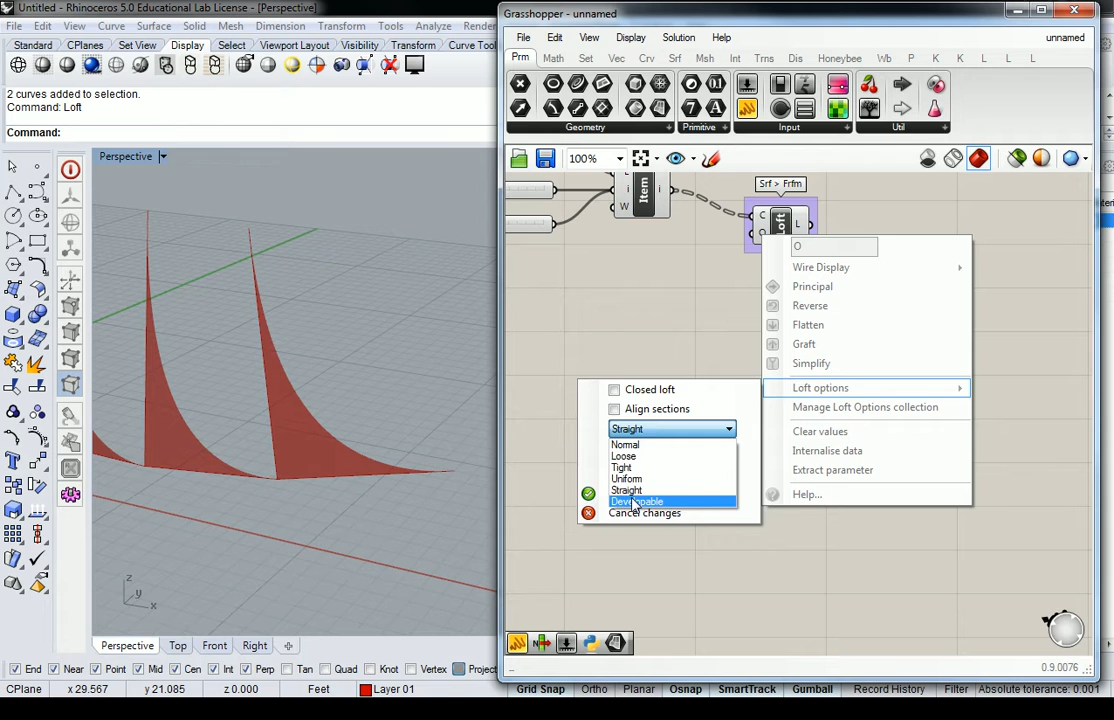 Untitled - Rhinoceros 5.0 Educational Lab License - [Perspective]
File Edit View Curve Surface Solid Mesh Dimension Transform Tools Analyze Render
Standard CPlanes Set View Display Select Viewport Layout Visibility Transform Curve Tool
2 curves added to selection.
Command: Loft
Command:
Perspective
z
y
x
Perspective Top Front Right
End Near Point Mid Cen Int Perp Tan Quad Knot Vertex Project
CPlane x 29.567 y 21.085 z 0.000 Feet Layer 01 Grid Snap Ortho Planar Osnap SmartTrack Gumball Record History Filter Absolute tolerance: 0.001
Grasshopper - unnamed
File Edit View Display Solution Help unnamed
Prm Math Set Vec Crv Srf Msh Int Trns Dis Honeybee Wb P K K L L
Geometry Primitive Input Util
100%
Srf > Frfm
i
W
Item
i
C
O
Loft
L
O
Wire Display
Principal
Reverse
Flatten
Graft
Simplify
Loft options
Manage Loft Options collection
Clear values
Internalise data
Extract parameter
Help...
Closed loft
Align sections
Straight
Normal
Loose
Tight
Uniform
Straight
Developable
Cancel changes
0.9.0076